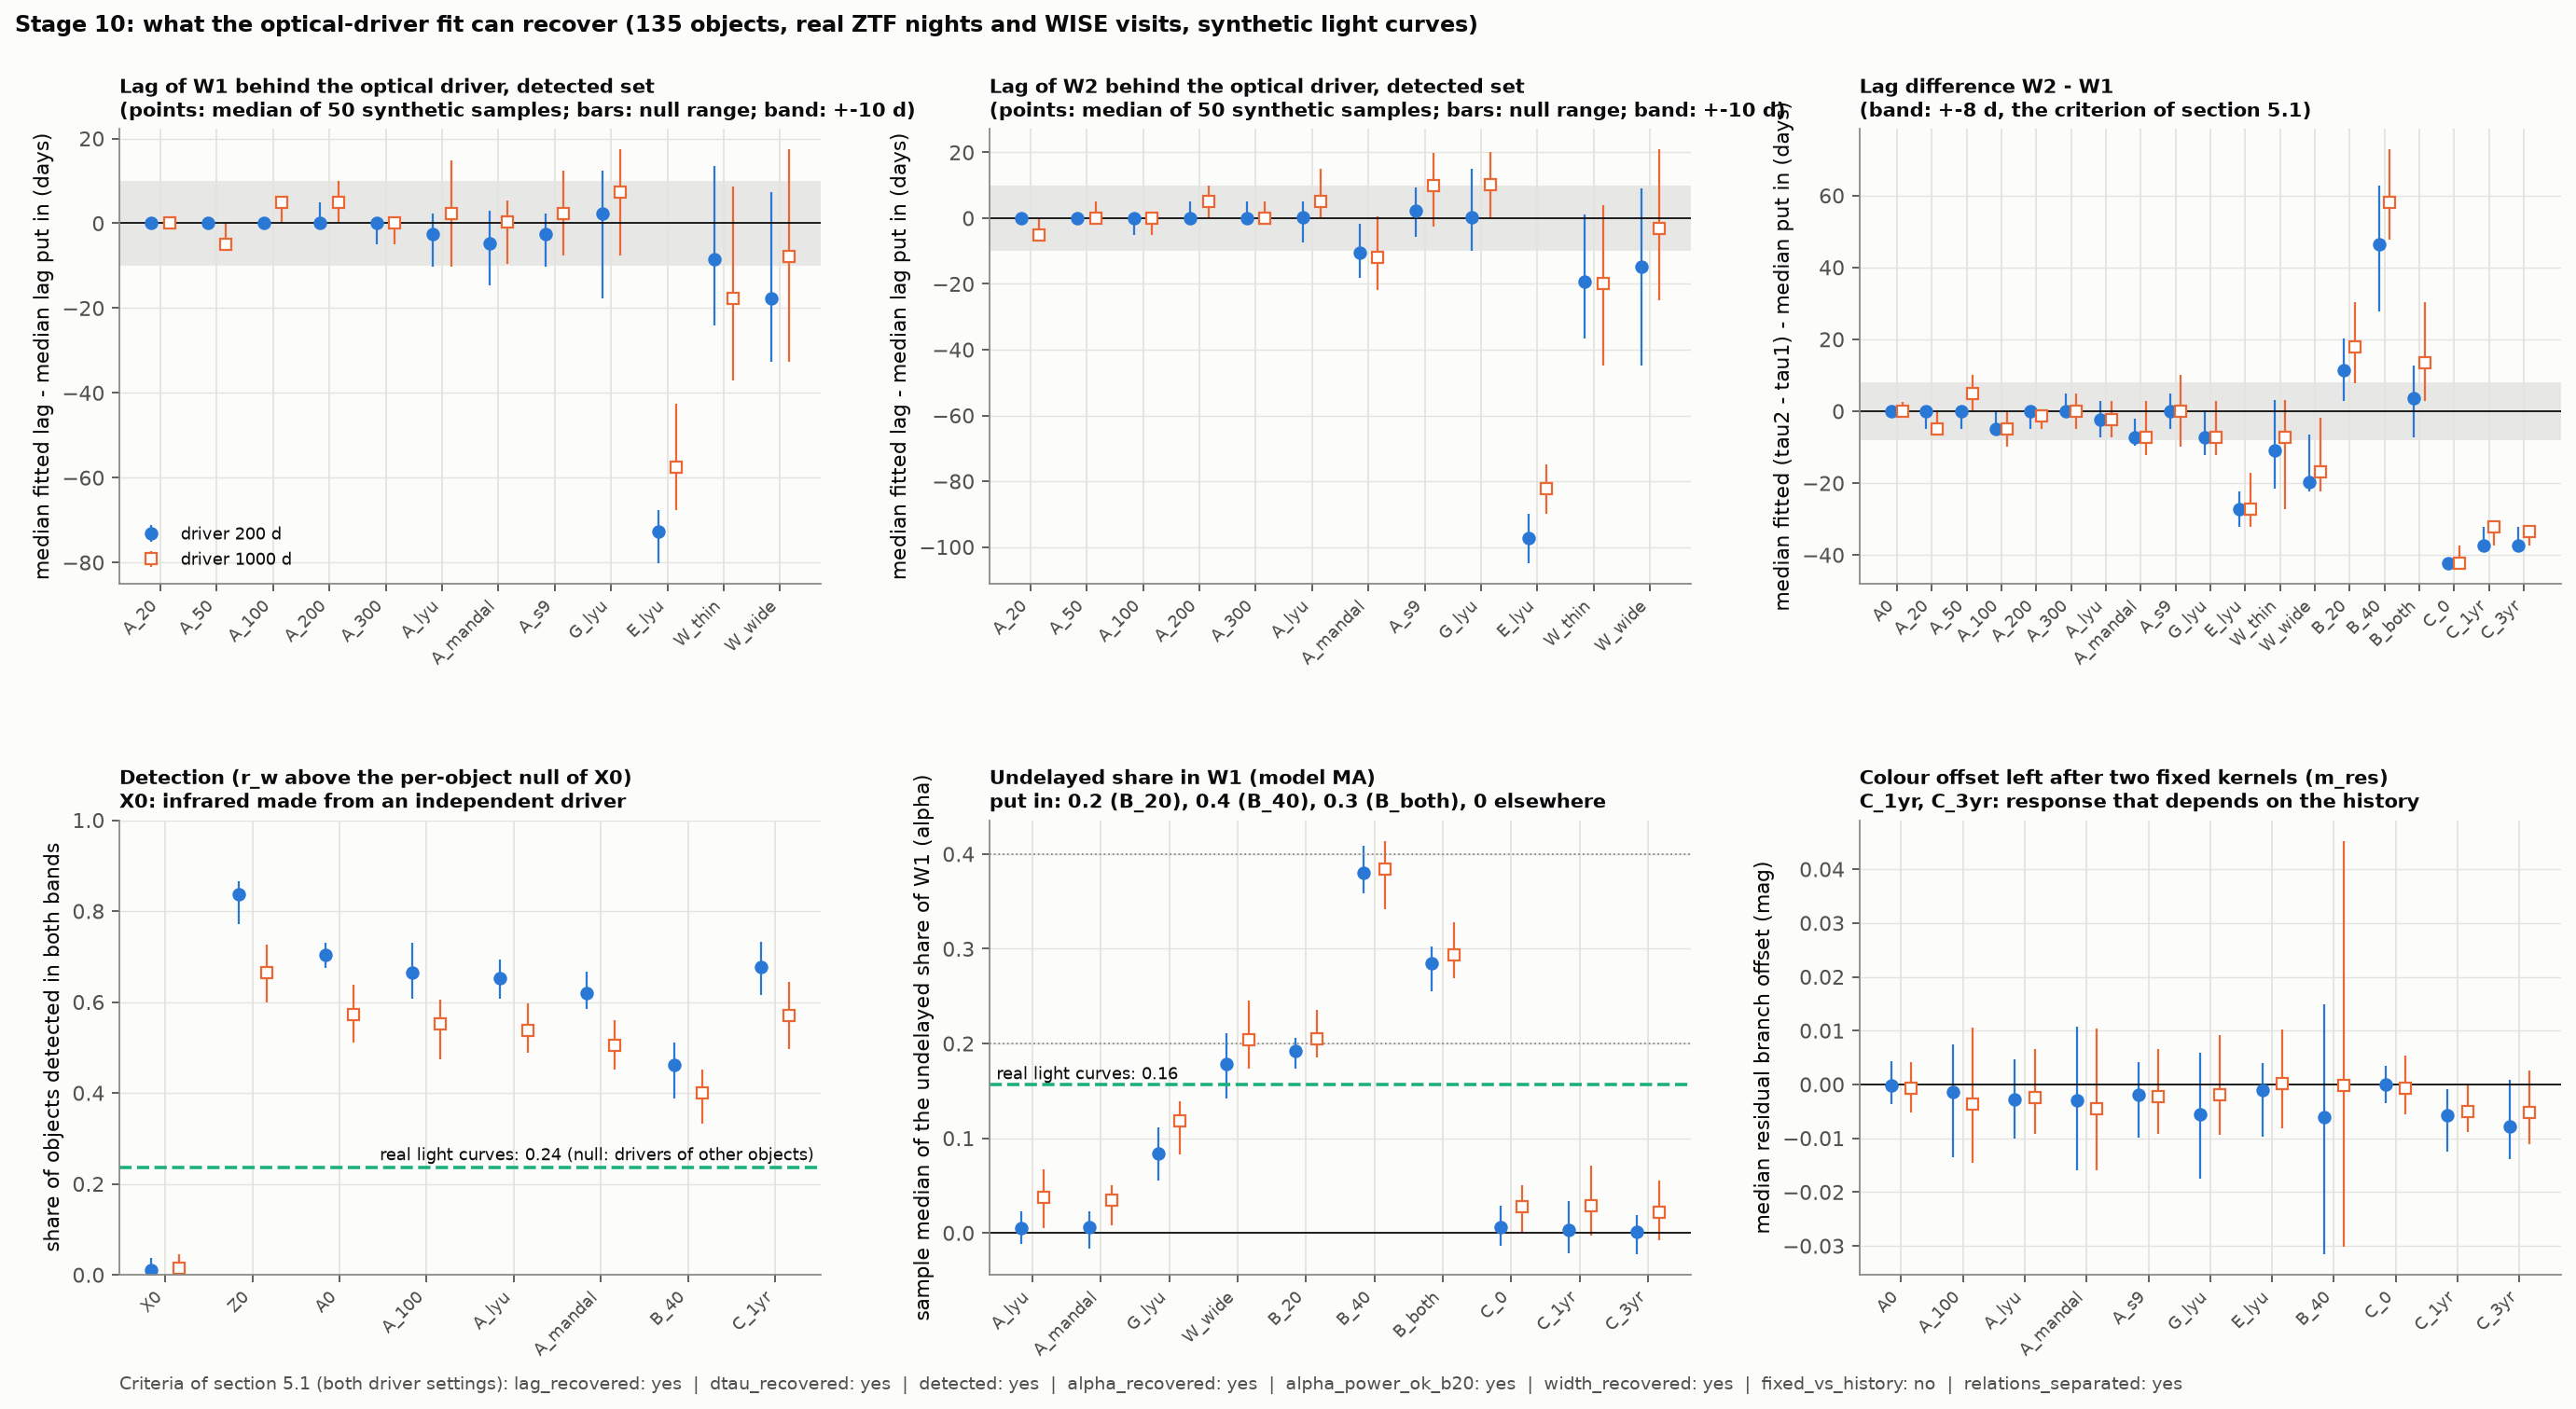 Stage 10: what the optical-driver fit can recover (135 objects, real ZTF nights and WISE visits, synthetic light curves)
Lag of W1 behind the optical driver, detected set
(points: median of 50 synthetic samples; bars: null range; band: +-10 d)
median fitted lag - median lag put in (days)
20
0
−20
−40
−60
−80
driver 200 d
driver 1000 d
A_20
A_50
A_100
A_200
A_300
A_lyu
A_mandal
A_s9
G_lyu
E_lyu
W_thin
W_wide
Lag of W2 behind the optical driver, detected set
(points: median of 50 synthetic samples; bars: null range; band: +-10 d)
median fitted lag - median lag put in (days)
20
0
−20
−40
−60
−80
−100
A_20
A_50
A_100
A_200
A_300
A_lyu
A_mandal
A_s9
G_lyu
E_lyu
W_thin
W_wide
Lag difference W2 - W1
(band: +-8 d, the criterion of section 5.1)
median fitted (tau2 - tau1) - median put in (days)
60
40
20
0
−20
−40
A0
A_20
A_50
A_100
A_200
A_300
A_lyu
A_mandal
A_s9
G_lyu
E_lyu
W_thin
W_wide
B_20
B_40
B_both
C_0
C_1yr
C_3yr
Detection (r_w above the per-object null of X0)
X0: infrared made from an independent driver
share of objects detected in both bands
1.0
0.8
0.6
0.4
0.2
0.0
real light curves: 0.24 (null: drivers of other objects)
X0
Z0
A0
A_100
A_lyu
A_mandal
B_40
C_1yr
Undelayed share in W1 (model MA)
put in: 0.2 (B_20), 0.4 (B_40), 0.3 (B_both), 0 elsewhere
sample median of the undelayed share of W1 (alpha)
0.4
0.3
0.2
0.1
0.0
real light curves: 0.16
A_lyu
A_mandal
G_lyu
W_wide
B_20
B_40
B_both
C_0
C_1yr
C_3yr
Colour offset left after two fixed kernels (m_res)
C_1yr, C_3yr: response that depends on the history
median residual branch offset (mag)
0.04
0.03
0.02
0.01
0.00
−0.01
−0.02
−0.03
A0
A_100
A_lyu
A_mandal
A_s9
G_lyu
E_lyu
B_40
C_0
C_1yr
C_3yr
Criteria of section 5.1 (both driver settings): lag_recovered: yes | dtau_recovered: yes | detected: yes | alpha_recovered: yes | alpha_power_ok_b20: yes | width_recovered: yes | fixed_vs_history: no | relations_separated: yes